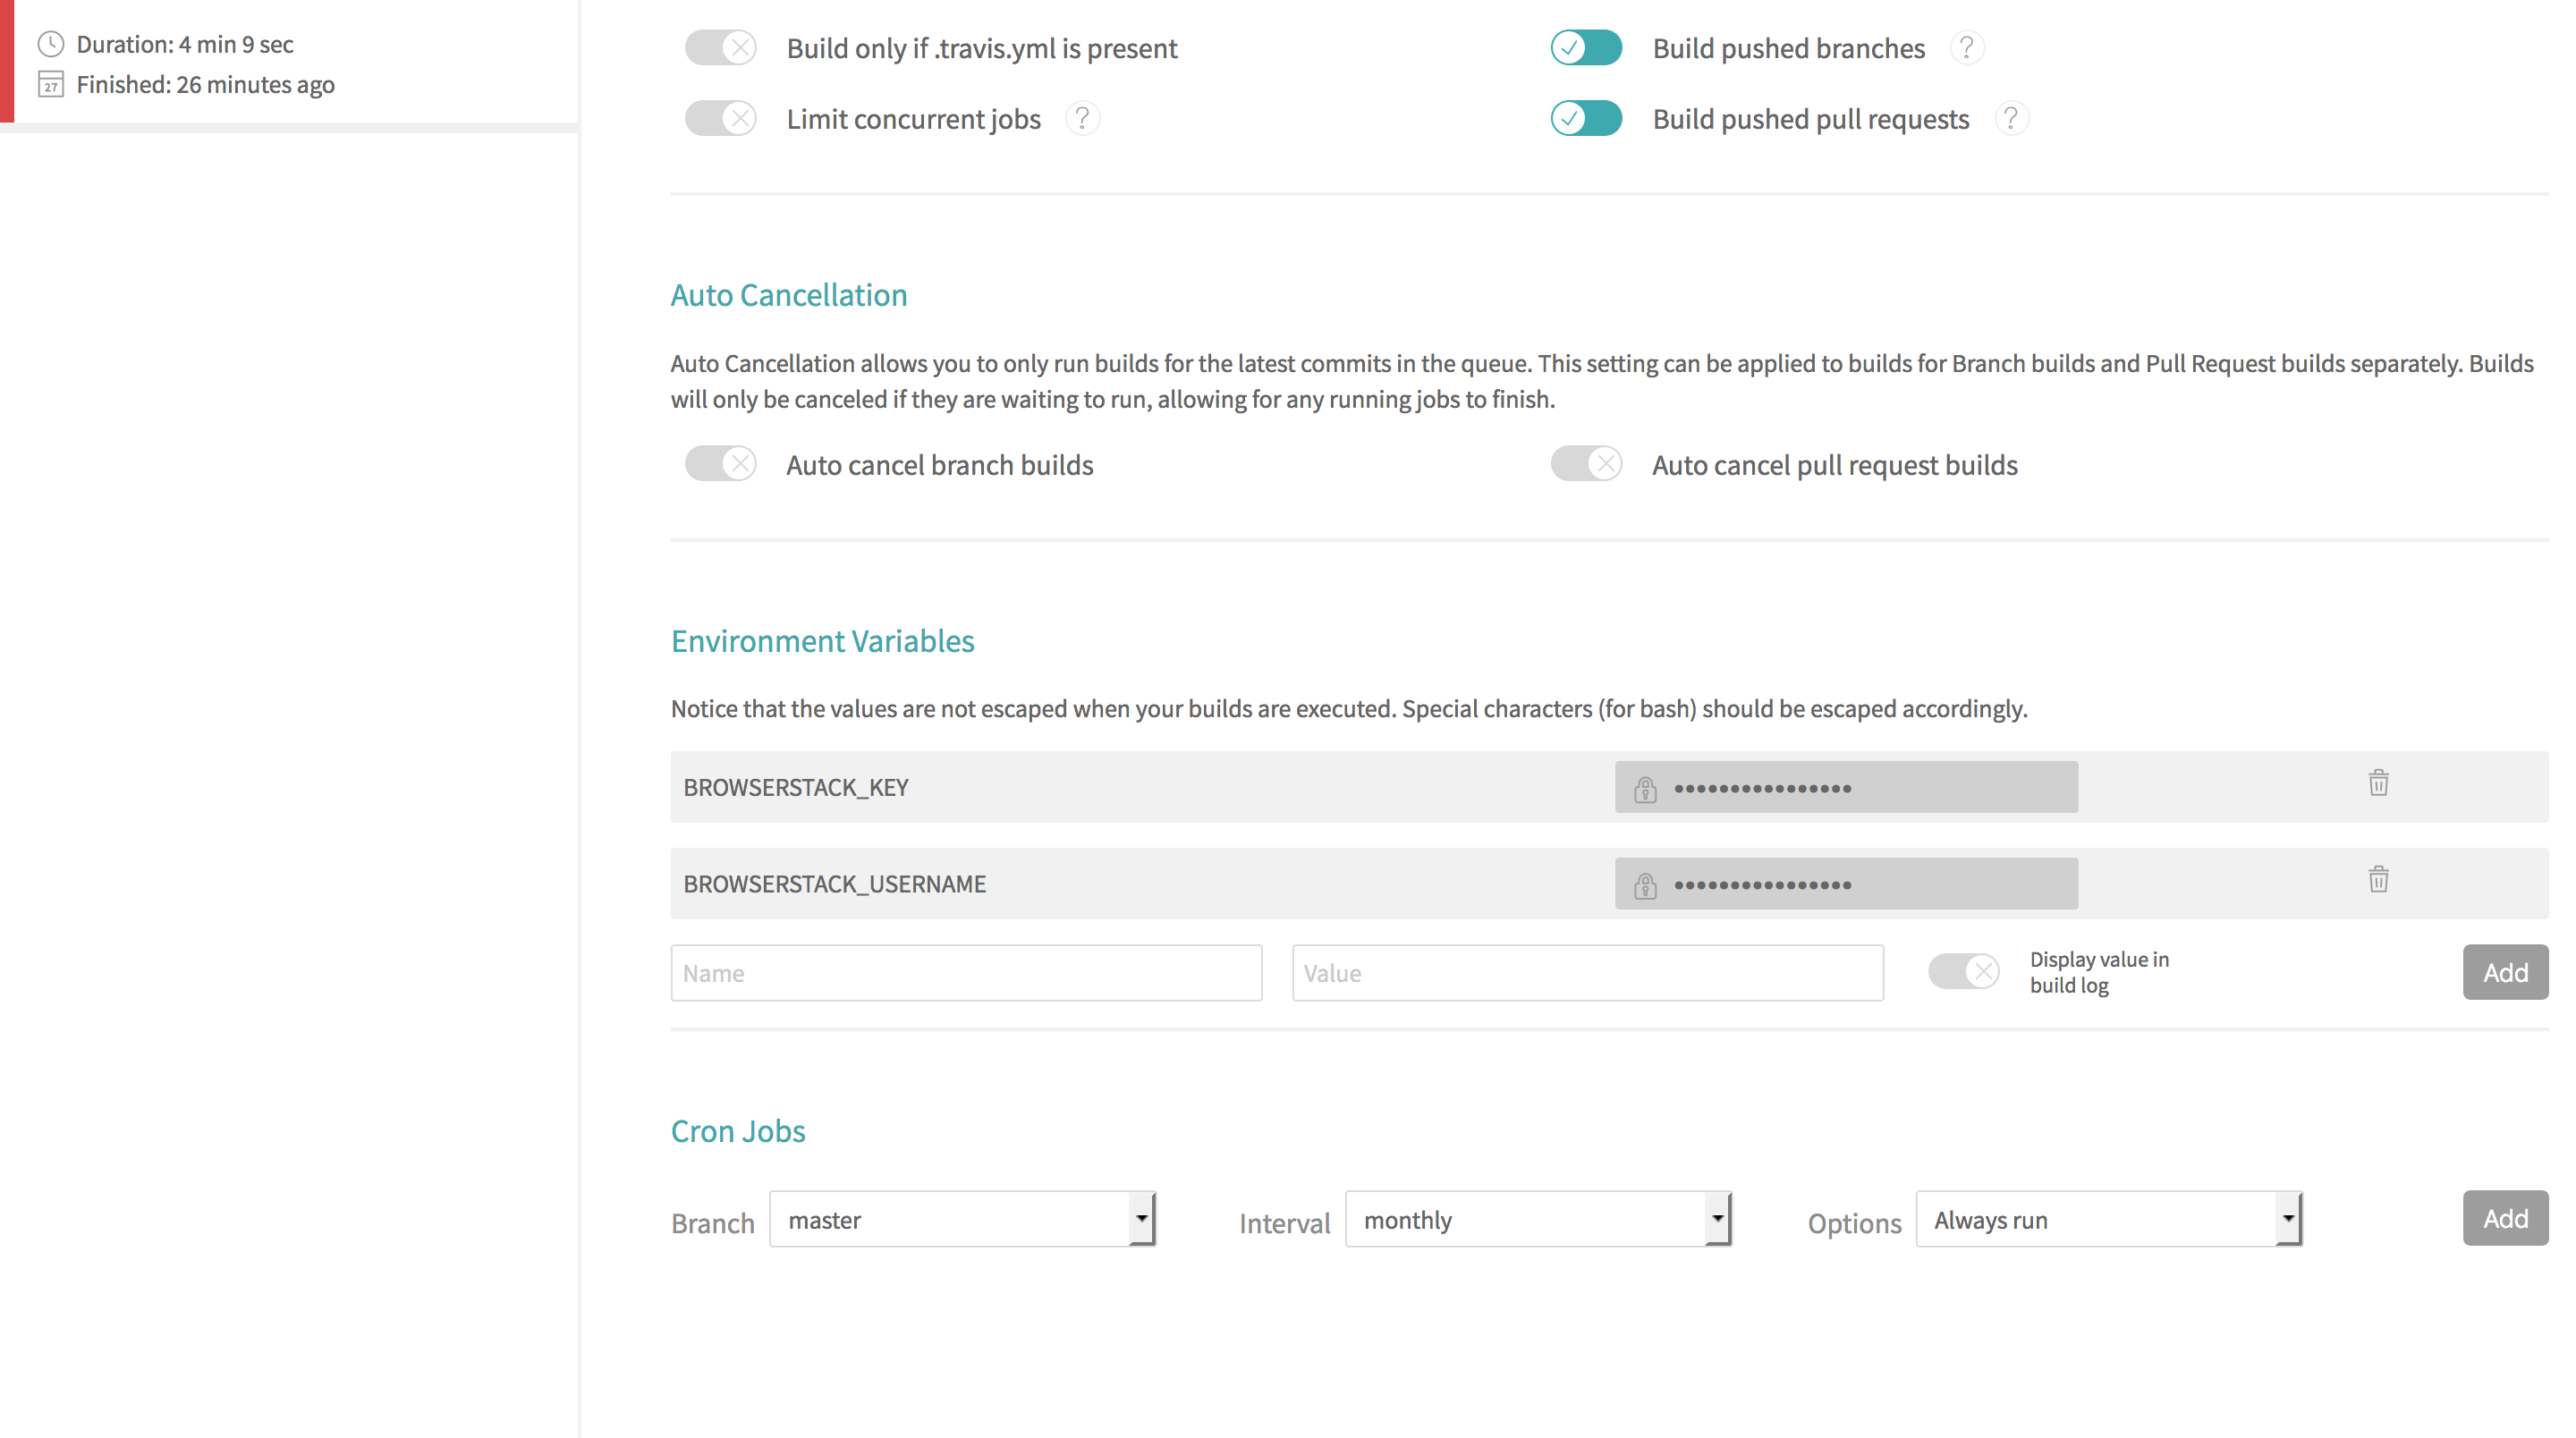 Duration: 4 min 9 sec
27
Finished: 26 minutes ago
Build only if .travis.yml is present
Build pushed branches ?
Limit concurrent jobs ?
Build pushed pull requests ?
Auto Cancellation
Auto Cancellation allows you to only run builds for the latest commits in the queue. This setting can be applied to builds for Branch builds and Pull Request builds separately. Builds
will only be canceled if they are waiting to run, allowing for any running jobs to finish.
Auto cancel branch builds
Auto cancel pull request builds
Environment Variables
Notice that the values are not escaped when your builds are executed. Special characters (for bash) should be escaped accordingly.
BROWSERSTACK_KEY
••••••••••••••••
BROWSERSTACK_USERNAME
••••••••••••••••
Name
Value
Display value in
build log
Add
Cron Jobs
Branch
master
Interval
monthly
Options
Always run
Add